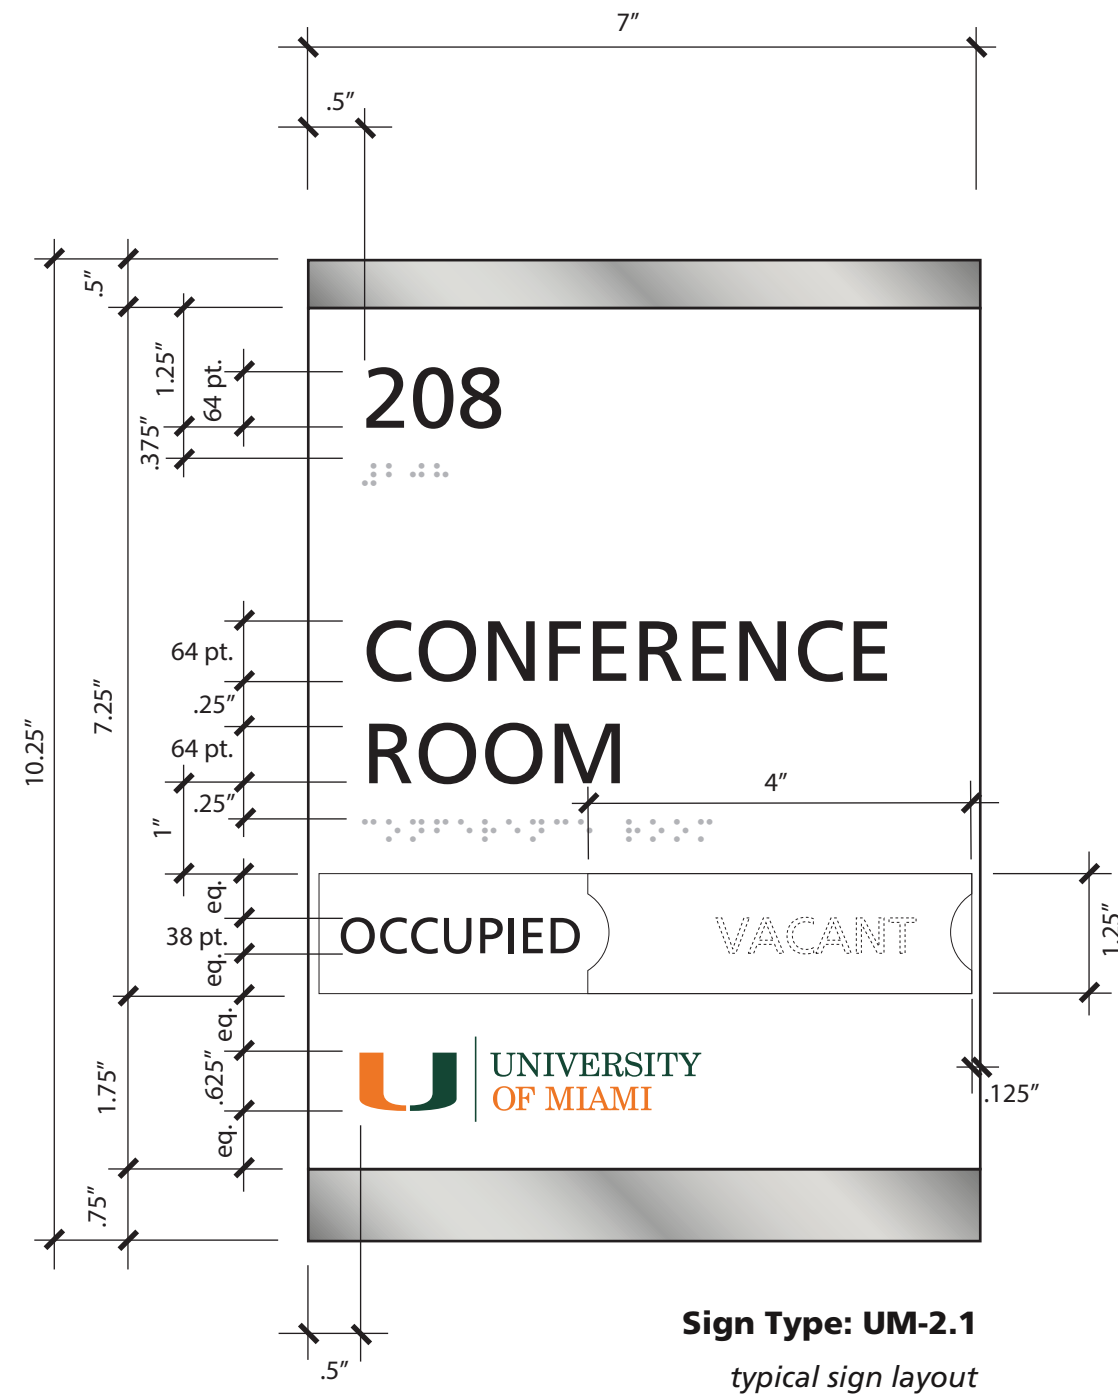 7″
.5″
.5″
1.25″
64 pt.
.375″
208
⠼⠃⠚⠓
64 pt.
CONFERENCE
.25″
7.25″
10.25″
64 pt.
ROOM
4″
.25″
1″
eq.
38 pt.
OCCUPIED
VACANT
1.25″
eq.
eq.
.625″
UNIVERSITY
OF MIAMI
1.75″
.125″
eq.
.75″
Sign Type: UM-2.1
.5″
typical sign layout